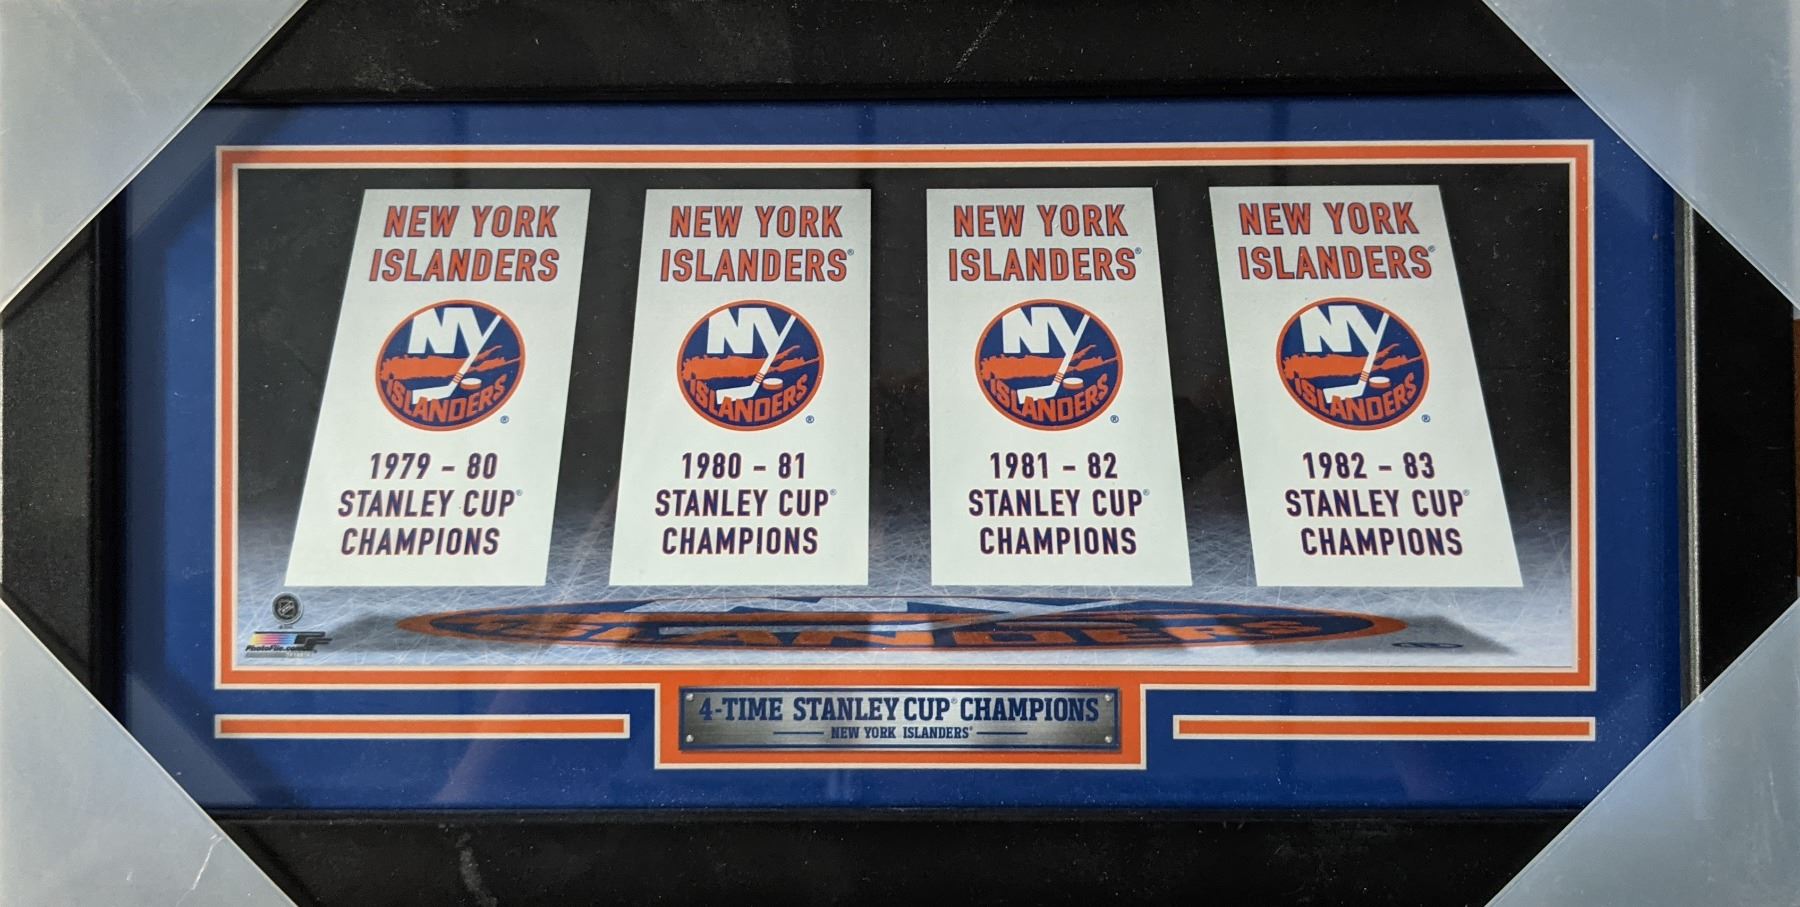 NEW YORK
ISLANDERS
NY
ISLANDERS®
1979 - 80
STANLEY CUP®
CHAMPIONS
NEW YORK
ISLANDERS®
NY
ISLANDERS®
1980 - 81
STANLEY CUP®
CHAMPIONS
NEW YORK
ISLANDERS®
NY
ISLANDERS®
1981 - 82
STANLEY CUP®
CHAMPIONS
NEW YORK
ISLANDERS®
NY
ISLANDERS®
1982 - 83
STANLEY CUP®
CHAMPIONS
ISLANDERS
PhotoFile.com
4-TIME STANLEY CUP® CHAMPIONS
NEW YORK ISLANDERS®